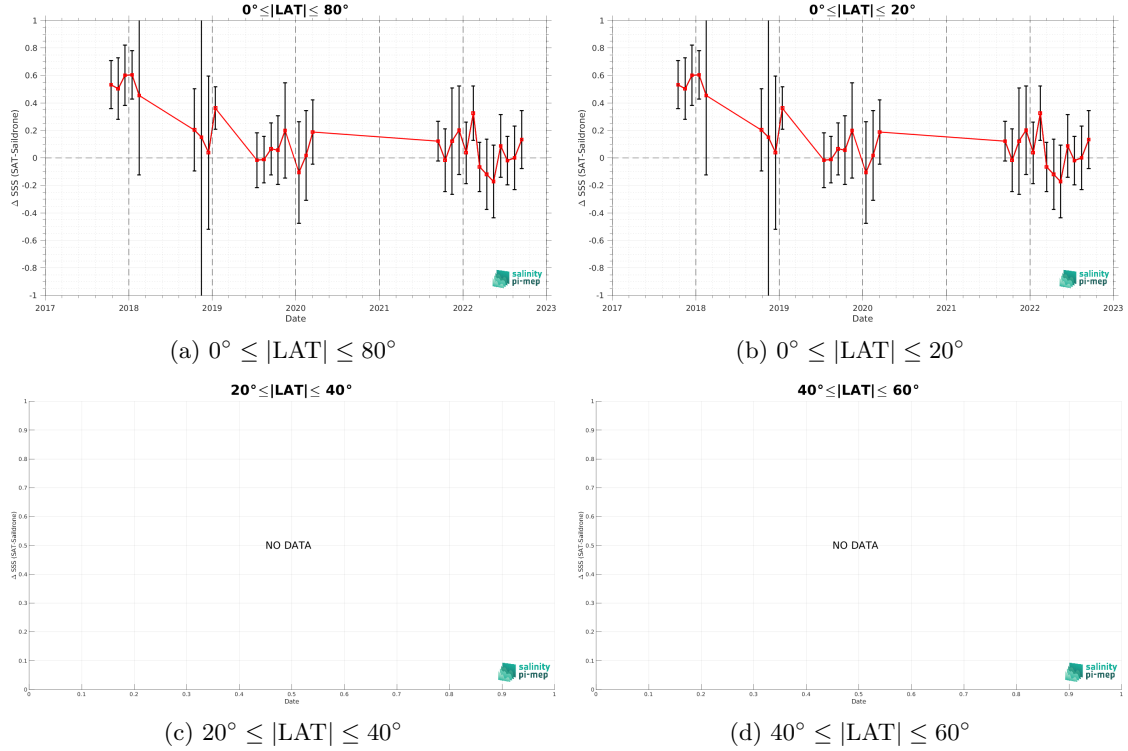 0°≤|LAT|≤ 80°
1
0.8
0.6
0.4
0.2
0
-0.2
-0.4
-0.6
-0.8
-1
Δ SSS (SAT-Saildrone)
2017 2018 2019 2020 2021 2022 2023
Date
salinity
pi-mep
(a) 0° ≤ |LAT| ≤ 80°
0°≤|LAT|≤ 20°
1
0.8
0.6
0.4
0.2
0
-0.2
-0.4
-0.6
-0.8
-1
Δ SSS (SAT-Saildrone)
2017 2018 2019 2020 2021 2022 2023
Date
salinity
pi-mep
(b) 0° ≤ |LAT| ≤ 20°
20°≤|LAT|≤ 40°
1
0.9
0.8
0.7
0.6
0.5
0.4
0.3
0.2
0.1
0
Δ SSS (SAT-Saildrone)
NO DATA
0 0.1 0.2 0.3 0.4 0.5 0.6 0.7 0.8 0.9 1
Date
salinity
pi-mep
(c) 20° ≤ |LAT| ≤ 40°
40°≤|LAT|≤ 60°
1
0.9
0.8
0.7
0.6
0.5
0.4
0.3
0.2
0.1
0
Δ SSS (SAT-Saildrone)
NO DATA
0 0.1 0.2 0.3 0.4 0.5 0.6 0.7 0.8 0.9 1
Date
salinity
pi-mep
(d) 40° ≤ |LAT| ≤ 60°